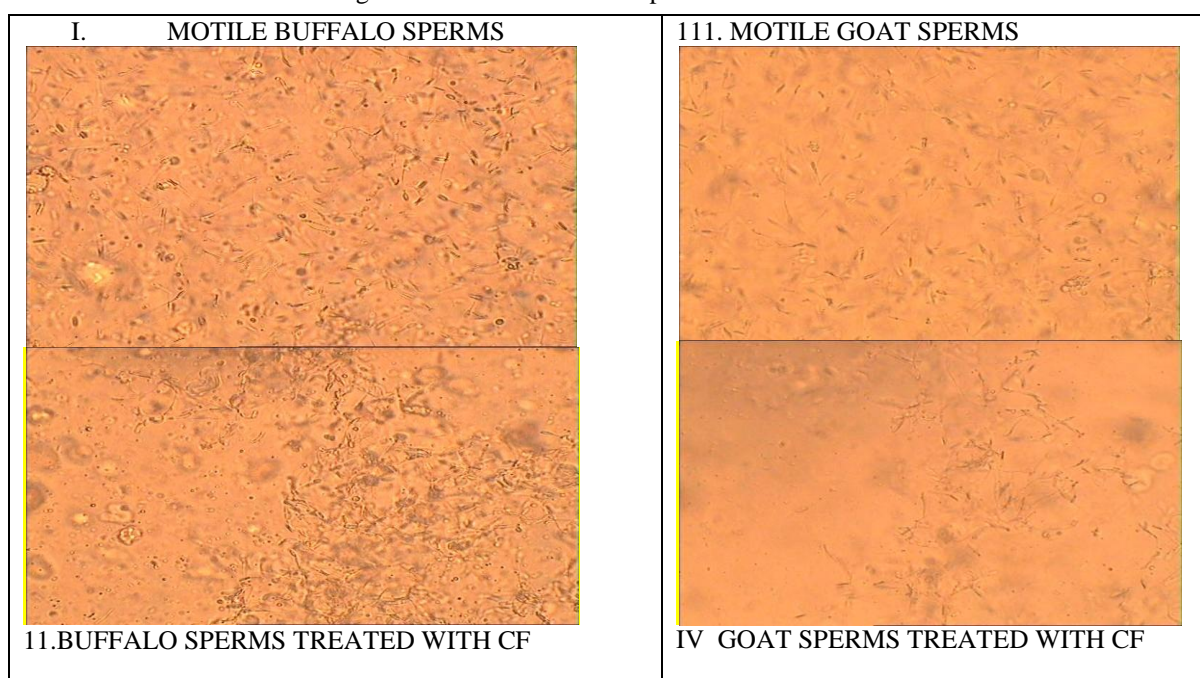 I. MOTILE BUFFALO SPERMS
111. MOTILE GOAT SPERMS
11.BUFFALO SPERMS TREATED WITH CF
IV GOAT SPERMS TREATED WITH CF